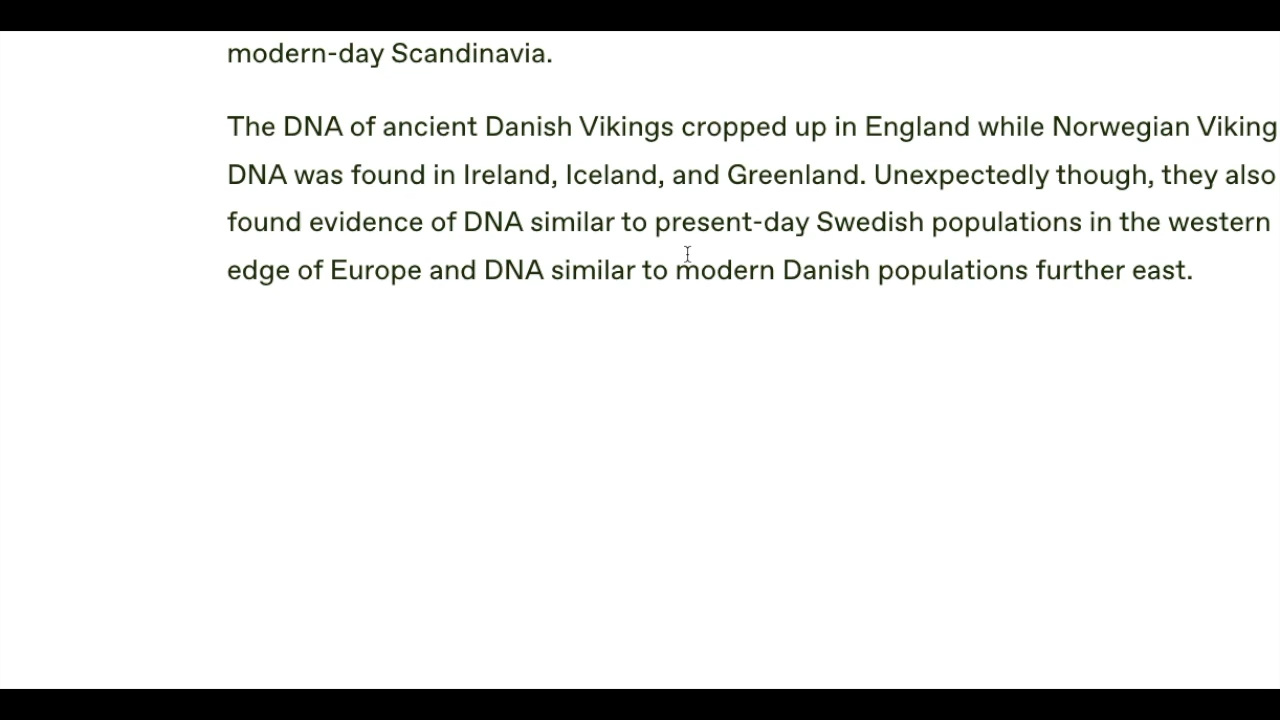 modern-day Scandinavia.
The DNA of ancient Danish Vikings cropped up in England while Norwegian Viking
DNA was found in Ireland, Iceland, and Greenland. Unexpectedly though, they also
found evidence of DNA similar to present-day Swedish populations in the western
edge of Europe and DNA similar to modern Danish populations further east.